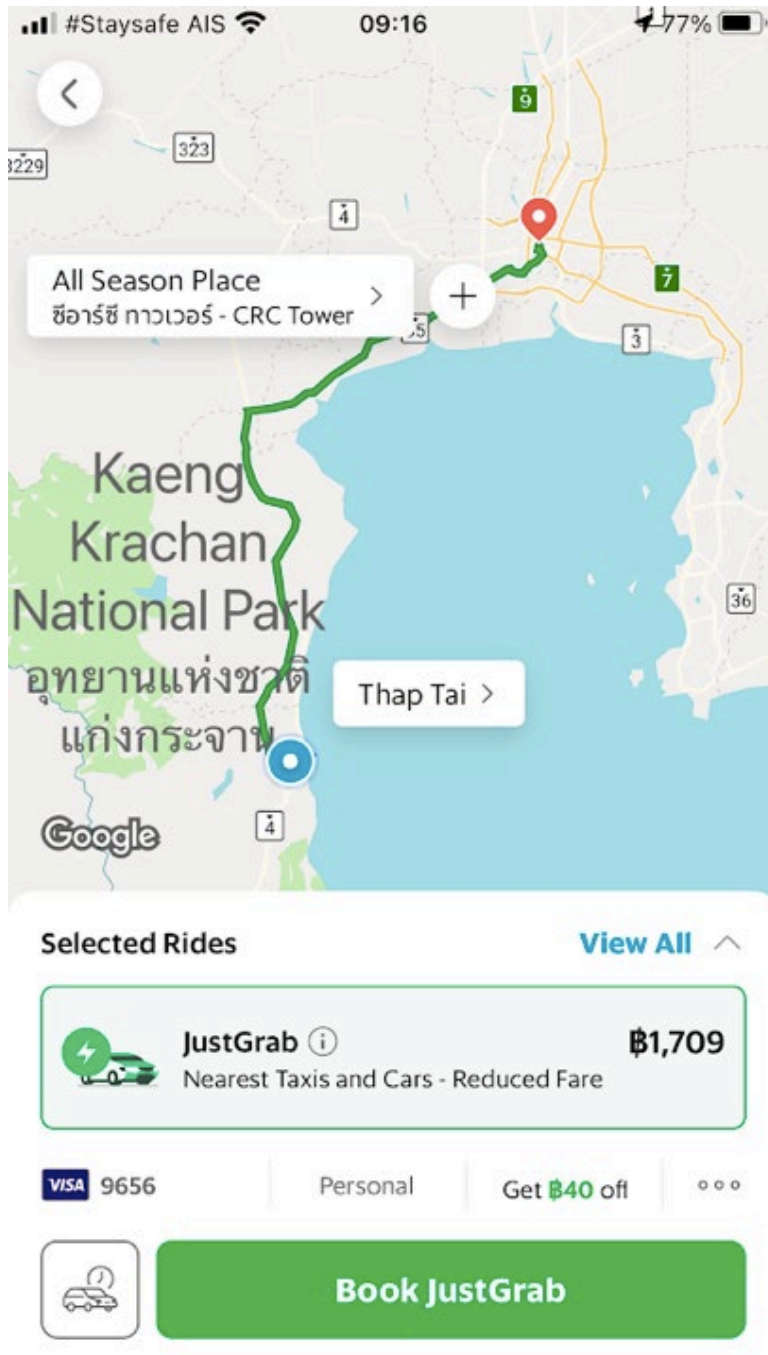 #Staysafe AIS 09:16 77%
9
323
3229
4
All Season Place
ซีอาร์ซี ทาวเวอร์ - CRC Tower
7
35
3
Kaeng
Krachan
National Park
อุทยานแห่งชาติ
แก่งกระจาน
36
Thap Tai
4
Google
Selected Rides View All
JustGrab ฿1,709
Nearest Taxis and Cars - Reduced Fare
VISA 9656 Personal Get ฿40 off
Book JustGrab